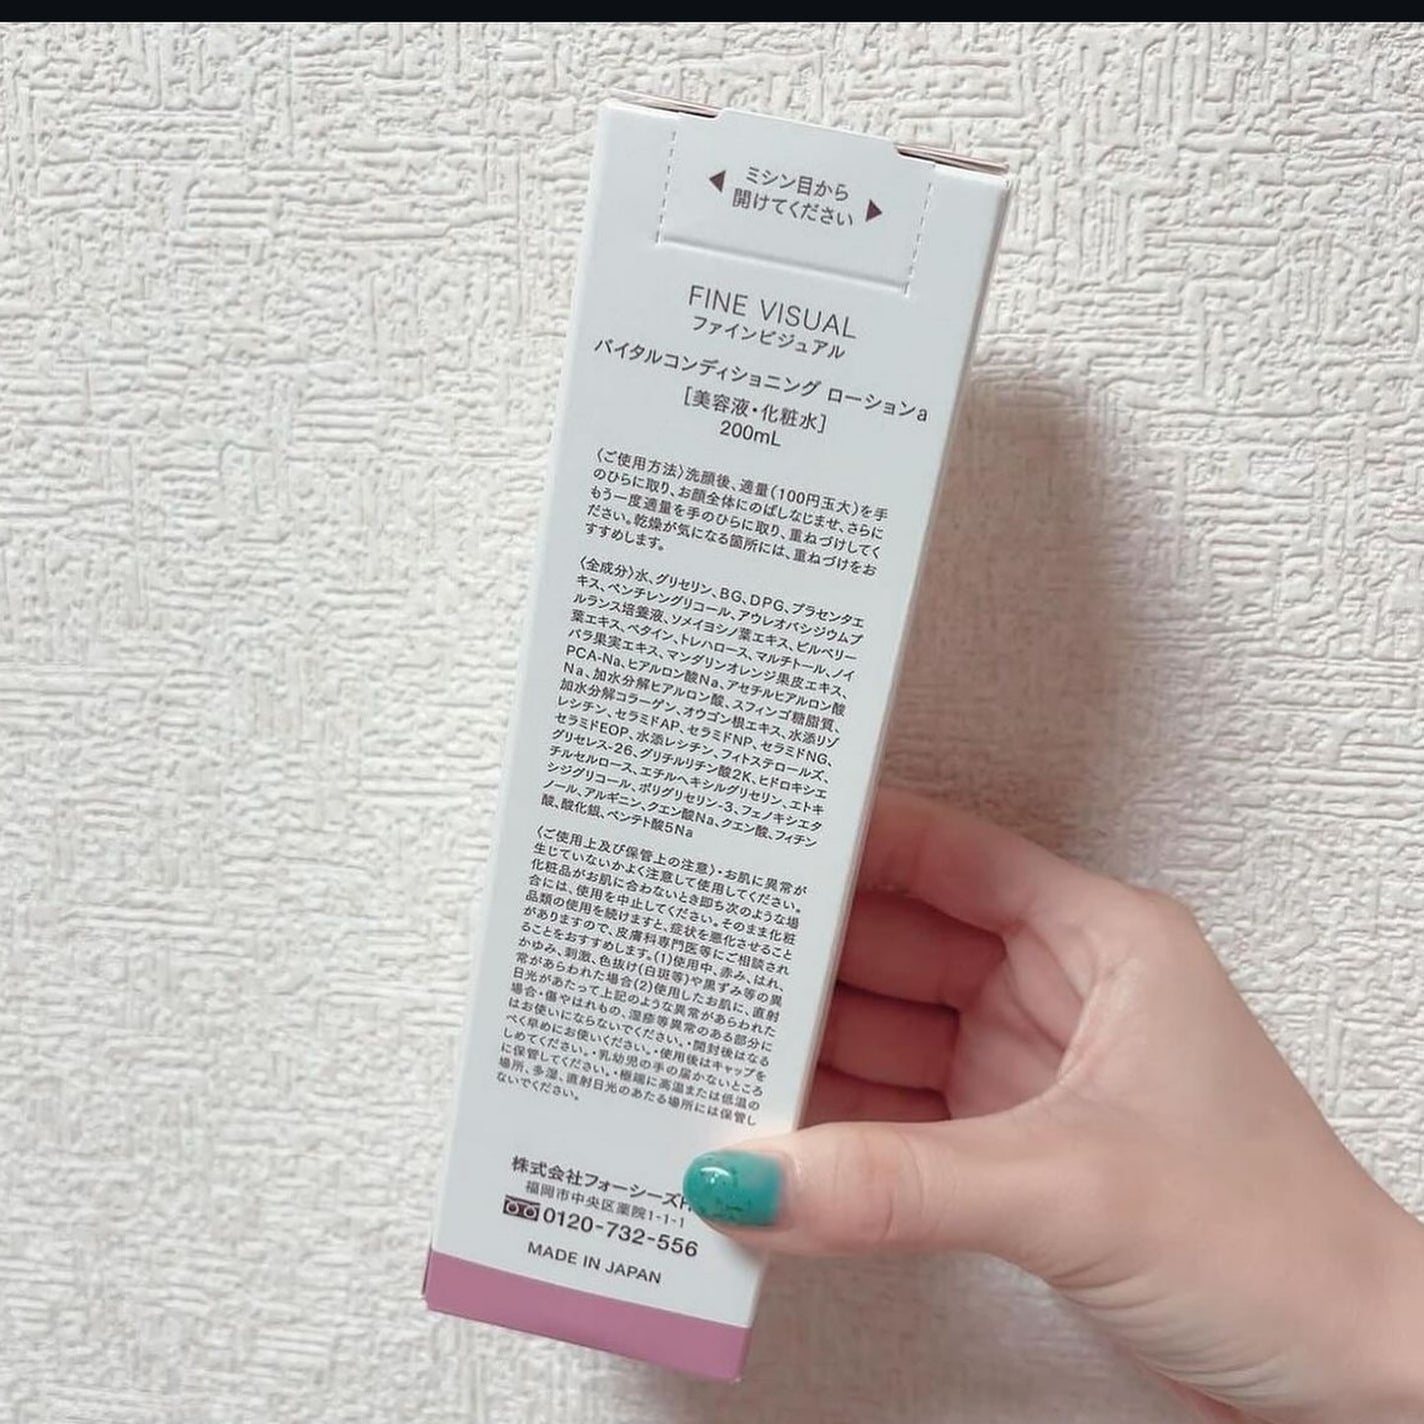 ミシン目から
開けてください
FINE VISUAL
ファインビジュアル
バイタルコンディショニング ローションa
［美容液・化粧水］
200mL
〈ご使用方法〉洗顔後、適量（100円玉大）を手
のひらに取り、お顔全体にのばしなじませ、さらに
もう一度適量を手のひらに取り、重ねづけしてく
ださい。乾燥が気になる箇所には、重ねづけをお
すすめします。
〈全成分〉水、グリセリン、BG、DPG、プラセンタエ
キス、ペンチレングリコール、アウレオバシジウムプ
ルランス培養液、ソメイヨシノ葉エキス、ビルベリー
葉エキス、ベタイン、トレハロース、マルチトール、ノイ
バラ果実エキス、マンダリンオレンジ果皮エキス、
PCA-Na、ヒアルロン酸Na、アセチルヒアルロン酸
Na、加水分解ヒアルロン酸、スフィンゴ糖脂質、
加水分解コラーゲン、オウゴン根エキス、水添リゾ
レシチン、セラミドAP、セラミドNP、セラミドNG、
セラミドEOP、水添レシチン、フィトステロールズ、
グリセレス-26、グリチルリチン酸2K、ヒドロキシエ
チルセルロース、エチルヘキシルグリセリン、エトキ
シジグリコール、ポリグリセリン-3、フェノキシエタ
ノール、アルギニン、クエン酸Na、クエン酸、フィチン
酸、酸化銀、ペンテト酸5Na
〈ご使用上及び保管上の注意〉・お肌に異常が
生じていないかよく注意して使用してください。
化粧品がお肌に合わないとき即ち次のような場
合には、使用を中止してください。そのまま化粧
品類の使用を続けますと、症状を悪化させること
がありますので、皮膚科専門医等にご相談され
ることをおすすめします。(1)使用中、赤み、はれ、
かゆみ、刺激、色抜け(白斑等)や黒ずみ等の異
常があらわれた場合(2)使用したお肌に、直射
日光があたって上記のような異常があらわれた
場合・傷やはれもの、湿疹等異常のある部分に
はお使いにならないでください。・開封後はなる
べく早めにお使いください。・使用後はキャップを
しめてください。・乳幼児の手の届かないところ
に保管してください。・極端に高温または低温の
場所、多湿、直射日光のあたる場所には保管し
ないでください。
株式会社フォーシーズH
福岡市中央区薬院1-1-1
0120-732-556
MADE IN JAPAN